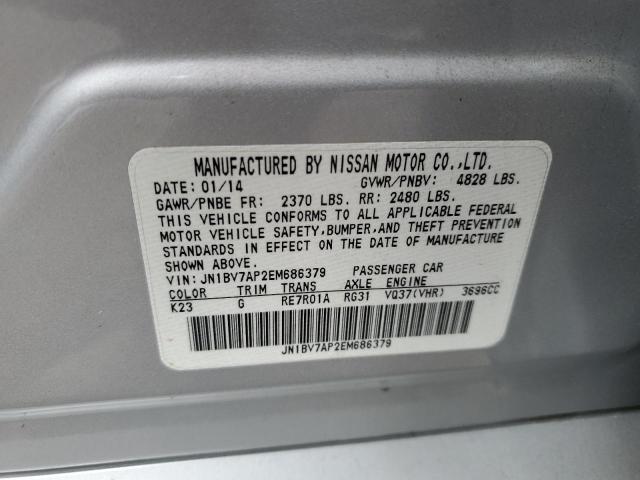 MANUFACTURED BY NISSAN MOTOR CO.,LTD.
DATE: 01/14 GVWR/PNBV: 4828 LBS.
GAWR/PNBE FR: 2370 LBS. RR: 2480 LBS.
THIS VEHICLE CONFORMS TO ALL APPLICABLE FEDERAL
MOTOR VEHICLE SAFETY,BUMPER,AND THEFT PREVENTION
STANDARDS IN EFFECT ON THE DATE OF MANUFACTURE
SHOWN ABOVE.
VIN: JN1BV7AP2EM686379 PASSENGER CAR
COLOR TRIM TRANS AXLE ENGINE
K23 G RE7R01A RG31 VQ37(VHR) 3696CC
JN1BV7AP2EM686379